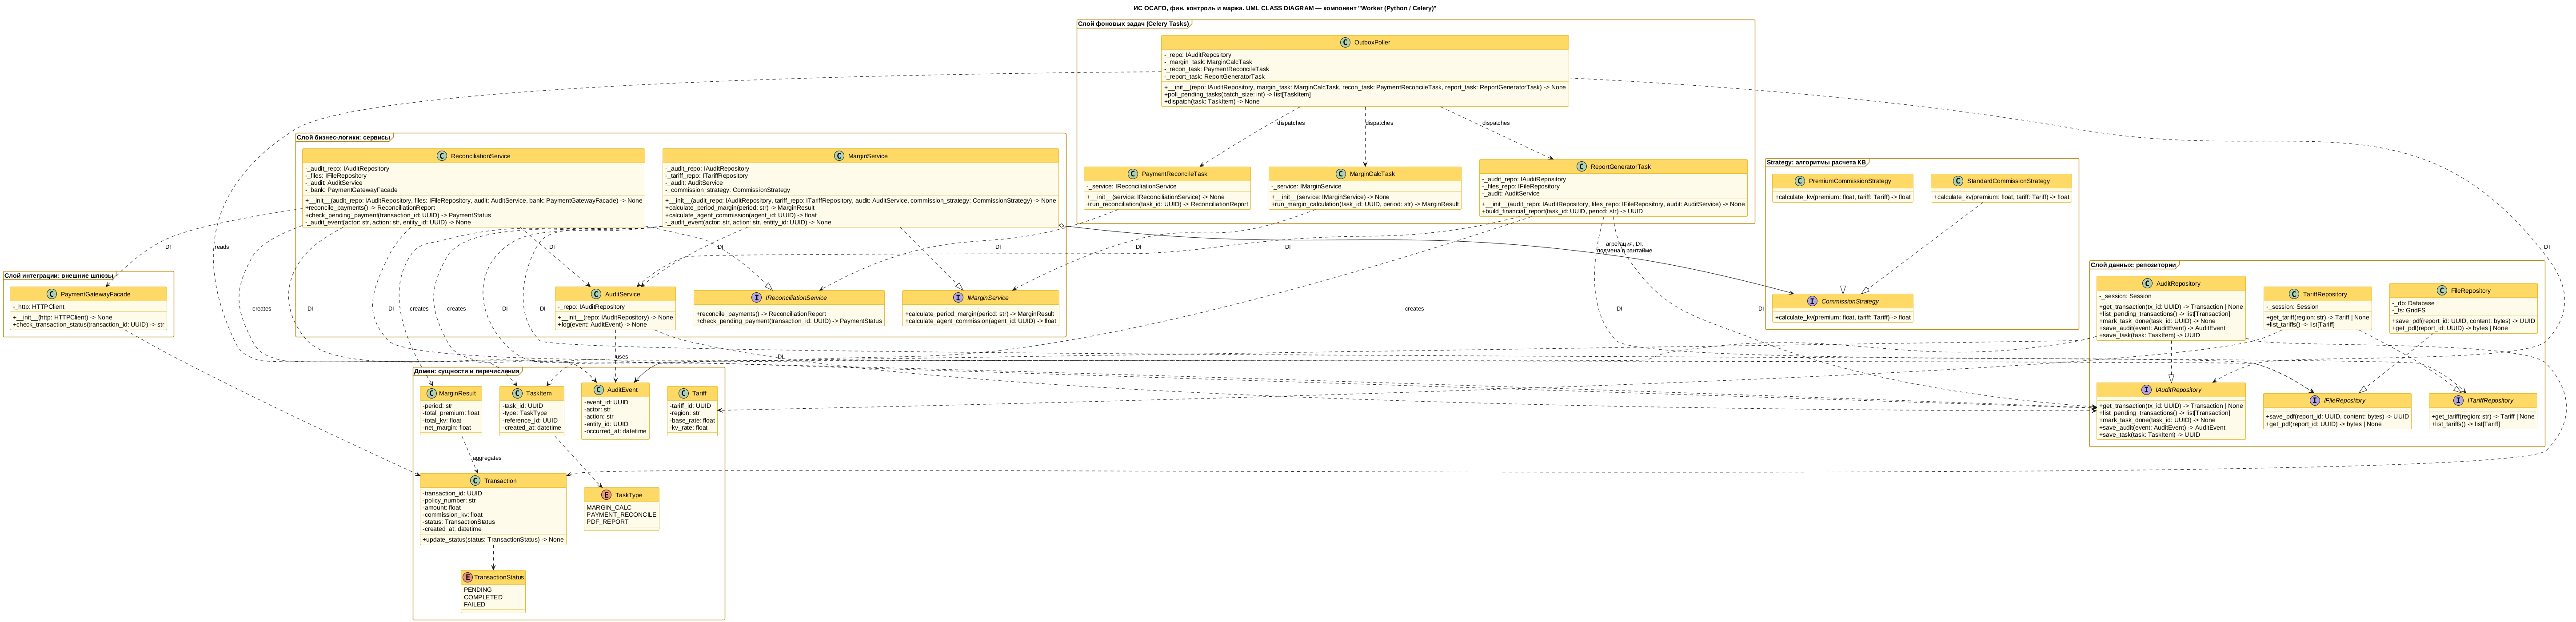 ИС ОСАГО, фин. контроль и маржа. UML CLASS DIAGRAM — компонент "Worker (Python / Celery)"
Слой фоновых задач (Celery Tasks)
OutboxPoller
-_repo: IAuditRepository
-_margin_task: MarginCalcTask
-_recon_task: PaymentReconcileTask
-_report_task: ReportGeneratorTask
+__init__(repo: IAuditRepository, margin_task: MarginCalcTask, recon_task: PaymentReconcileTask, report_task: ReportGeneratorTask) -> None
+poll_pending_tasks(batch_size: int) -> list[TaskItem]
+dispatch(task: TaskItem) -> None
dispatches
dispatches
dispatches
PaymentReconcileTask
-_service: IReconciliationService
+__init__(service: IReconciliationService) -> None
+run_reconciliation(task_id: UUID) -> ReconciliationReport
MarginCalcTask
-_service: IMarginService
+__init__(service: IMarginService) -> None
+run_margin_calculation(task_id: UUID, period: str) -> MarginResult
ReportGeneratorTask
-_audit_repo: IAuditRepository
-_files_repo: IFileRepository
-_audit: AuditService
+__init__(audit_repo: IAuditRepository, files_repo: IFileRepository, audit: AuditService) -> None
+build_financial_report(task_id: UUID, period: str) -> UUID
Слой бизнес-логики: сервисы
ReconciliationService
-_audit_repo: IAuditRepository
-_files: IFileRepository
-_audit: AuditService
-_bank: PaymentGatewayFacade
+__init__(audit_repo: IAuditRepository, files: IFileRepository, audit: AuditService, bank: PaymentGatewayFacade) -> None
+reconcile_payments() -> ReconciliationReport
+check_pending_payment(transaction_id: UUID) -> PaymentStatus
-_audit_event(actor: str, action: str, entity_id: UUID) -> None
MarginService
-_audit_repo: IAuditRepository
-_tariff_repo: ITariffRepository
-_audit: AuditService
-_commission_strategy: CommissionStrategy
+__init__(audit_repo: IAuditRepository, tariff_repo: ITariffRepository, audit: AuditService, commission_strategy: CommissionStrategy) -> None
+calculate_period_margin(period: str) -> MarginResult
+calculate_agent_commission(agent_id: UUID) -> float
-_audit_event(actor: str, action: str, entity_id: UUID) -> None
AuditService
-_repo: IAuditRepository
+__init__(repo: IAuditRepository) -> None
+log(event: AuditEvent) -> None
IReconciliationService
+reconcile_payments() -> ReconciliationReport
+check_pending_payment(transaction_id: UUID) -> PaymentStatus
IMarginService
+calculate_period_margin(period: str) -> MarginResult
+calculate_agent_commission(agent_id: UUID) -> float
Strategy: алгоритмы расчета КВ
PremiumCommissionStrategy
+calculate_kv(premium: float, tariff: Tariff) -> float
StandardCommissionStrategy
+calculate_kv(premium: float, tariff: Tariff) -> float
CommissionStrategy
+calculate_kv(premium: float, tariff: Tariff) -> float
Слой интеграции: внешние шлюзы
PaymentGatewayFacade
-_http: HTTPClient
+__init__(http: HTTPClient) -> None
+check_transaction_status(transaction_id: UUID) -> str
Слой данных: репозитории
AuditRepository
-_session: Session
+get_transaction(tx_id: UUID) -> Transaction | None
+list_pending_transactions() -> list[Transaction]
+mark_task_done(task_id: UUID) -> None
+save_audit(event: AuditEvent) -> AuditEvent
+save_task(task: TaskItem) -> UUID
TariffRepository
-_session: Session
+get_tariff(region: str) -> Tariff | None
+list_tariffs() -> list[Tariff]
FileRepository
-_db: Database
-_fs: GridFS
+save_pdf(report_id: UUID, content: bytes) -> UUID
+get_pdf(report_id: UUID) -> bytes | None
IAuditRepository
+get_transaction(tx_id: UUID) -> Transaction | None
+list_pending_transactions() -> list[Transaction]
+mark_task_done(task_id: UUID) -> None
+save_audit(event: AuditEvent) -> AuditEvent
+save_task(task: TaskItem) -> UUID
IFileRepository
+save_pdf(report_id: UUID, content: bytes) -> UUID
+get_pdf(report_id: UUID) -> bytes | None
ITariffRepository
+get_tariff(region: str) -> Tariff | None
+list_tariffs() -> list[Tariff]
DI
reads
DI
DI
DI
DI
агрегация, DI,
подмена в рантайме
DI
creates
DI
DI
creates
creates
DI
DI
creates
DI
DI
uses
DI
Домен: сущности и перечисления
MarginResult
-period: str
-total_premium: float
-total_kv: float
-net_margin: float
TaskItem
-task_id: UUID
-type: TaskType
-reference_id: UUID
-created_at: datetime
AuditEvent
-event_id: UUID
-actor: str
-action: str
-entity_id: UUID
-occurred_at: datetime
Tariff
-tariff_id: UUID
-region: str
-base_rate: float
-kv_rate: float
aggregates
Transaction
-transaction_id: UUID
-policy_number: str
-amount: float
-commission_kv: float
-status: TransactionStatus
-created_at: datetime
+update_status(status: TransactionStatus) -> None
TaskType
MARGIN_CALC
PAYMENT_RECONCILE
PDF_REPORT
TransactionStatus
PENDING
COMPLETED
FAILED